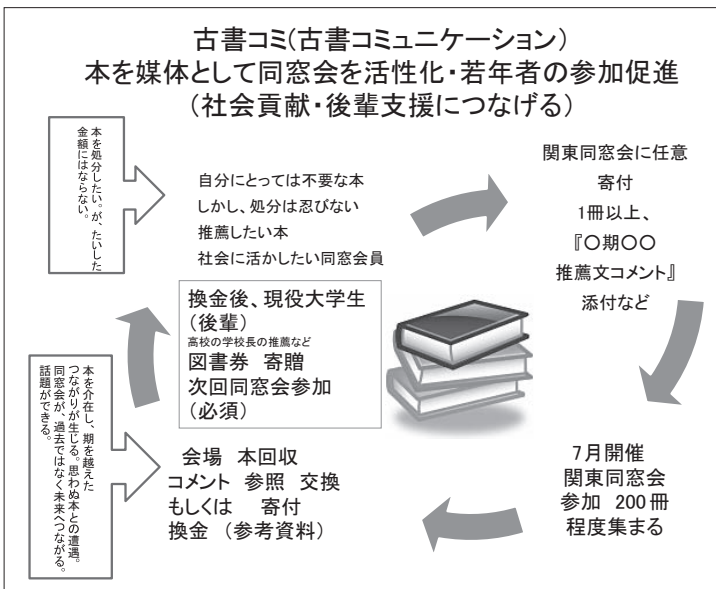 古書コミ(古書コミュニケーション)
本を媒体として同窓会を活性化・若年者の参加促進
(社会貢献・後輩支援につなげる)
本を処分したい。が、たいした
金額にはならない。
自分にとっては不要な本
しかし、処分は忍びない
推薦したい本
社会に活かしたい同窓会員
関東同窓会に任意
寄付
1冊以上、
『〇期〇〇
推薦文コメント』
添付など
7月開催
関東同窓会
参加 200冊
程度集まる
会場 本回収
コメント 参照 交換
もしくは 寄付
換金 (参考資料)
本を介在し、期を越えた
つながりが生じる。思わぬ本との遭遇。
同窓会が、過去ではなく未来へつながる。
話題ができる。
換金後、現役大学生
(後輩)
高校の学校長の推薦など
図書券 寄贈
次回同窓会参加
(必須)